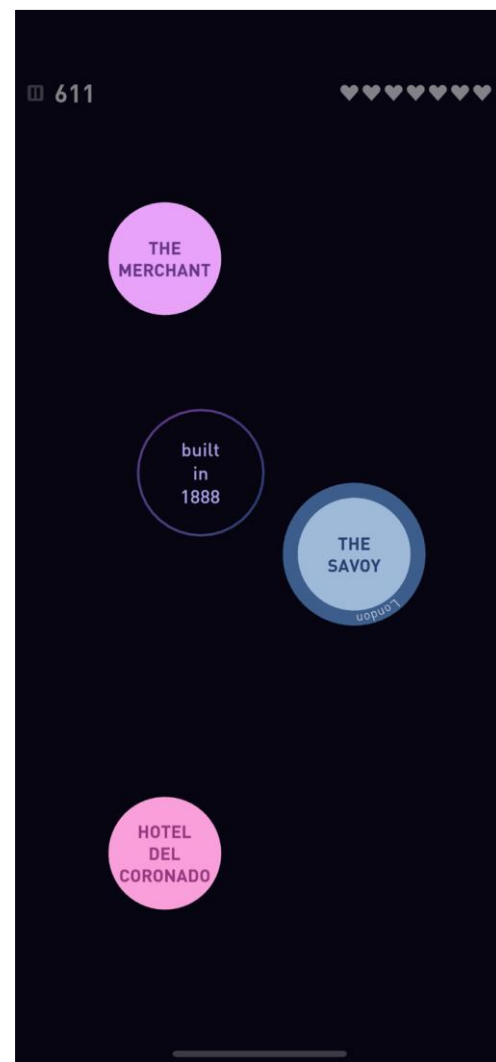 611
THE
MERCHANT
built
in
1888
THE
SAVOY
London
HOTEL
DEL
CORONADO